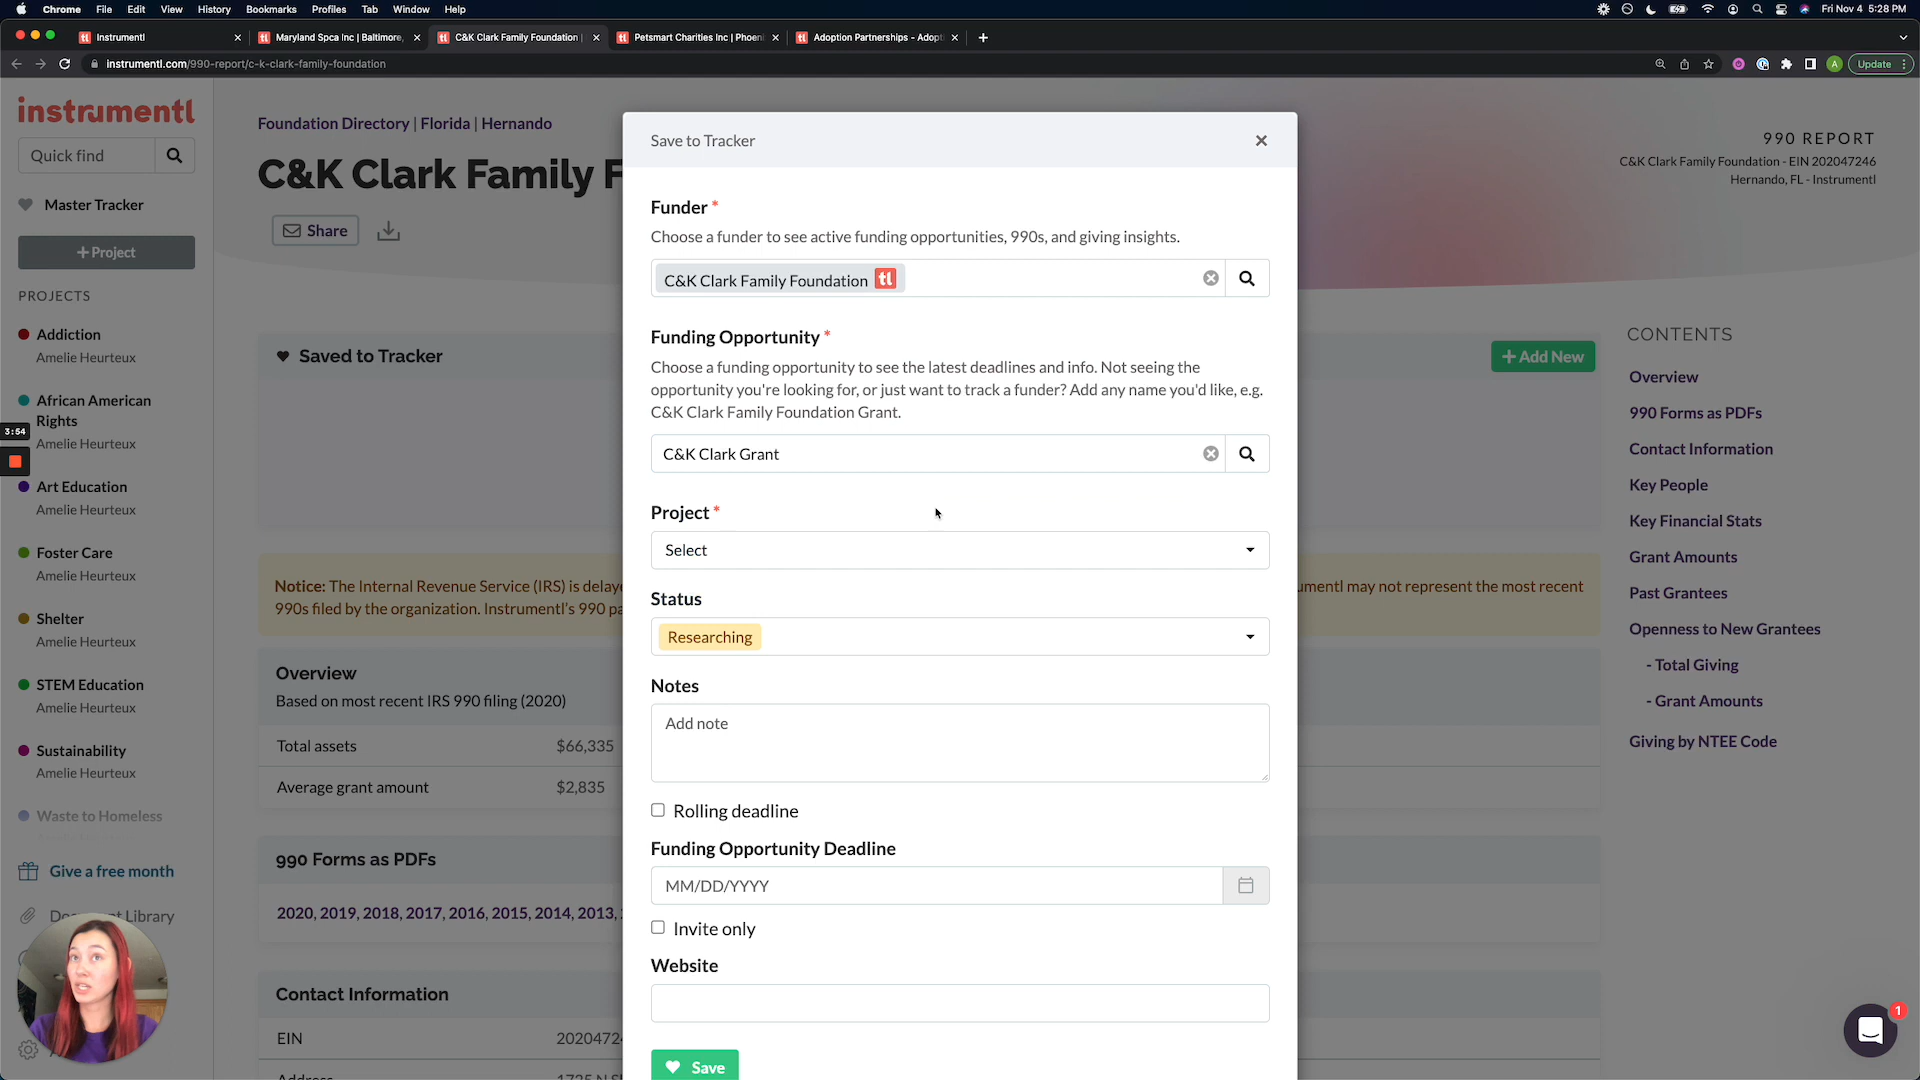 Chrome File Edit View History Bookmarks Profiles Tab Window Help
Fri Nov 4 5:28 PM
Instrumentl
Maryland Spca Inc | Baltimore,
C&K Clark Family Foundation |
Petsmart Charities Inc | Phoeni
Adoption Partnerships - Adopt
instrumentl.com/990-report/c-k-clark-family-foundation
A
Update
instrumentl
Quick find
Master Tracker
+ Project
PROJECTS
Addiction
Amelie Heurteux
African American
Rights
Amelie Heurteux
3:54
Art Education
Amelie Heurteux
Foster Care
Amelie Heurteux
Shelter
Amelie Heurteux
STEM Education
Amelie Heurteux
Sustainability
Amelie Heurteux
Waste to Homeless
Give a free month
Library
Foundation Directory | Florida | Hernando
C&K Clark Family F
Share
990 REPORT
C&K Clark Family Foundation - EIN 202047246
Hernando, FL - Instrumentl
Saved to Tracker
+ Add New
Notice: The Internal Revenue Service (IRS) is delaye
umentl may not represent the most recent
990s filed by the organization. Instrumentl's 990 pa
Overview
Based on most recent IRS 990 filing (2020)
Total assets $66,335
Average grant amount $2,835
990 Forms as PDFs
2020, 2019, 2018, 2017, 2016, 2015, 2014, 2013,
Contact Information
EIN 2020472
Address
Save to Tracker
Funder *
Choose a funder to see active funding opportunities, 990s, and giving insights.
C&K Clark Family Foundation tl
Funding Opportunity *
Choose a funding opportunity to see the latest deadlines and info. Not seeing the
opportunity you're looking for, or just want to track a funder? Add any name you'd like, e.g.
C&K Clark Family Foundation Grant.
C&K Clark Grant
Project *
Select
Status
Researching
Notes
Add note
Rolling deadline
Funding Opportunity Deadline
MM/DD/YYYY
Invite only
Website
Save
CONTENTS
Overview
990 Forms as PDFs
Contact Information
Key People
Key Financial Stats
Grant Amounts
Past Grantees
Openness to New Grantees
- Total Giving
- Grant Amounts
Giving by NTEE Code
1